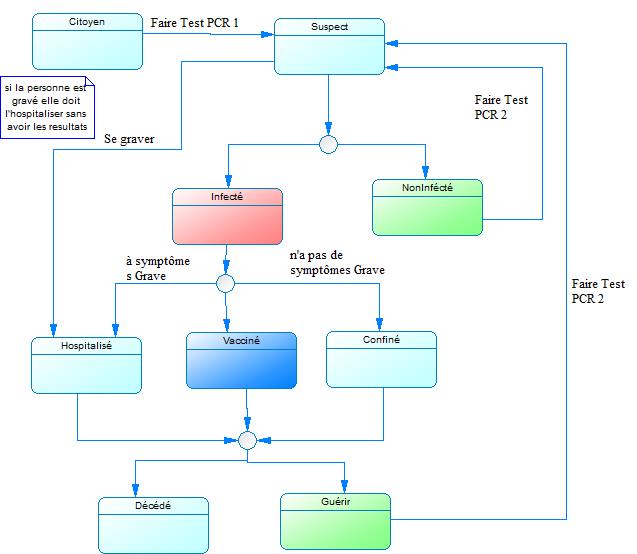 Citoyen
Faire Test PCR 1
Suspect
si la personne est
gravé elle doit
l'hospitaliser sans
avoir les resultats
Se graver
Faire Test
PCR 2
Infecté
NonInfécté
à symptôme
s Grave
n'a pas de
symptômes Grave
Faire Test
PCR 2
Hospitalisé
Vacciné
Confiné
Décédé
Guérir